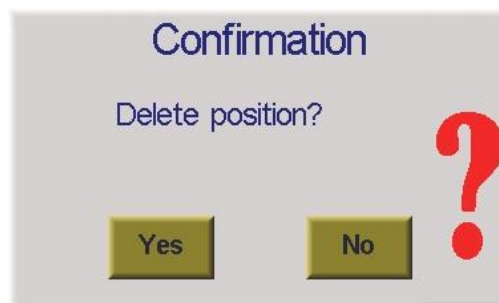 Confirmation
Delete position?
Yes No
?